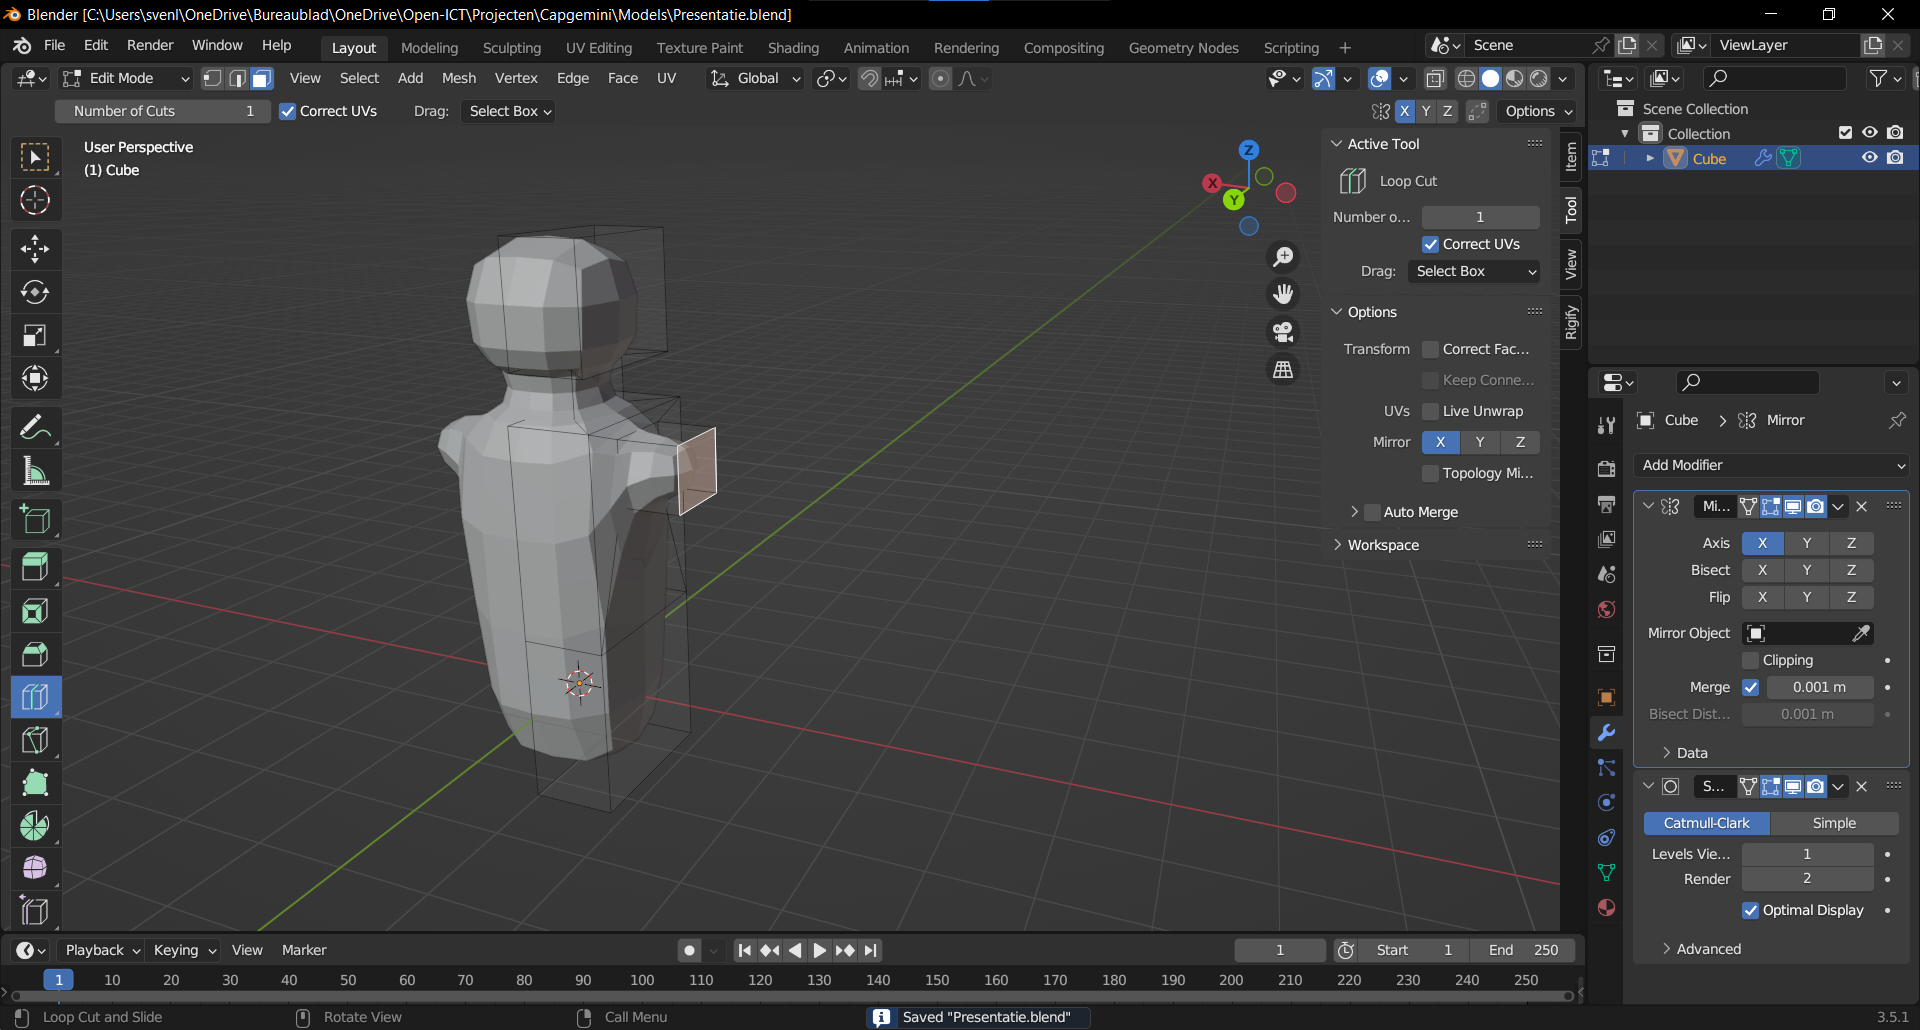 Blender [C:\Users\svenl\OneDrive\Bureaublad\OneDrive\Open-ICT\Projecten\Capgemini\Models\Presentatie.blend]
File Edit Render Window Help Layout Modeling Sculpting UV Editing Texture Paint Shading Animation Rendering Compositing Geometry Nodes Scripting + Scene ViewLayer
Edit Mode View Select Add Mesh Vertex Edge Face UV Global
Number of Cuts 1 Correct UVs Drag: Select Box X Y Z Options
User Perspective
(1) Cube
Z
X
Y
Active Tool
Loop Cut
Number o... 1
Correct UVs
Drag: Select Box
Options
Transform Correct Fac...
Keep Conne...
UVs Live Unwrap
Mirror X Y Z
Topology Mi...
Auto Merge
Workspace
Item
Tool
View
Rigify
Scene Collection
Collection
Cube
Cube > Mirror
Add Modifier
Mi...
Axis X Y Z
Bisect X Y Z
Flip X Y Z
Mirror Object
Clipping
Merge 0.001 m
Bisect Dist... 0.001 m
Data
S...
Catmull-Clark Simple
Levels Vie... 1
Render 2
Optimal Display
Advanced
Playback Keying View Marker 1 Start 1 End 250
1 10 20 30 40 50 60 70 80 90 100 110 120 130 140 150 160 170 180 190 200 210 220 230 240 250
Loop Cut and Slide Rotate View Call Menu Saved "Presentatie.blend" 3.5.1